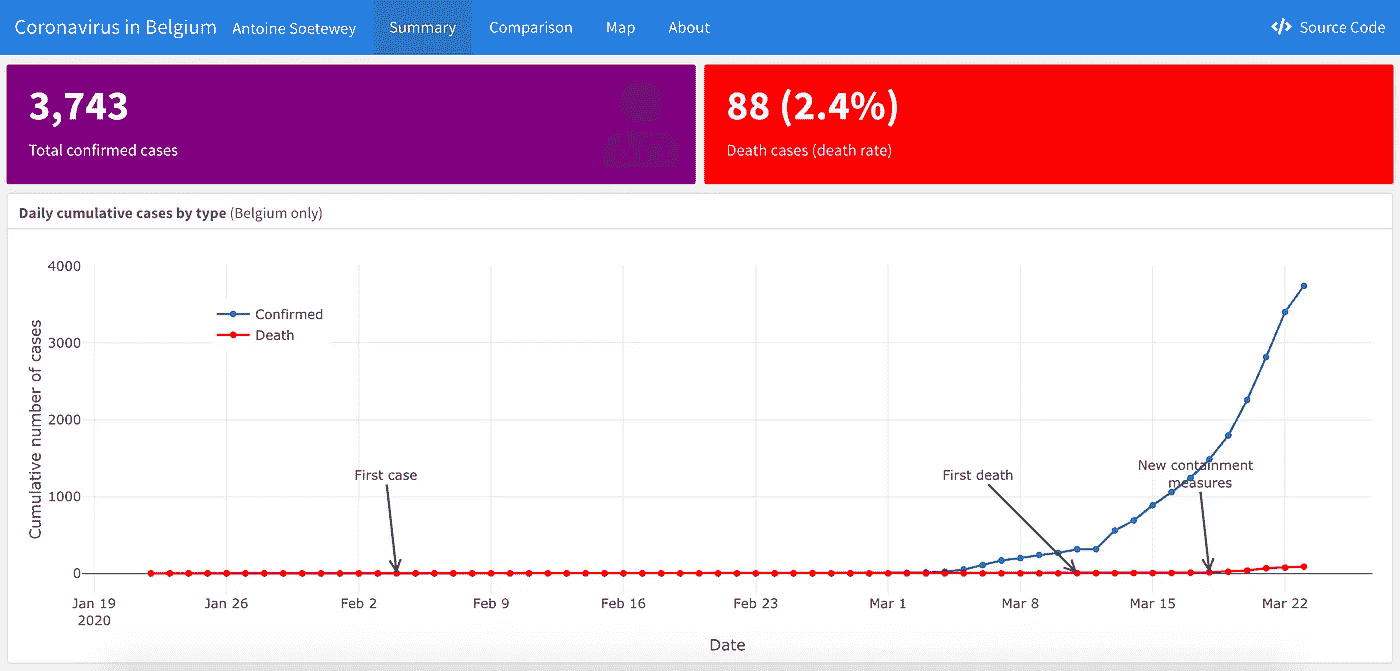 Coronavirus in Belgium Antoine Soetewey Summary Comparison Map About Source Code
3,743
Total confirmed cases
88 (2.4%)
Death cases (death rate)
Daily cumulative cases by type (Belgium only)
Cumulative number of cases
4000
3000
2000
1000
0
Confirmed
Death
First case
First death
New containment
measures
Jan 19
2020
Jan 26
Feb 2
Feb 9
Feb 16
Feb 23
Mar 1
Mar 8
Mar 15
Mar 22
Date